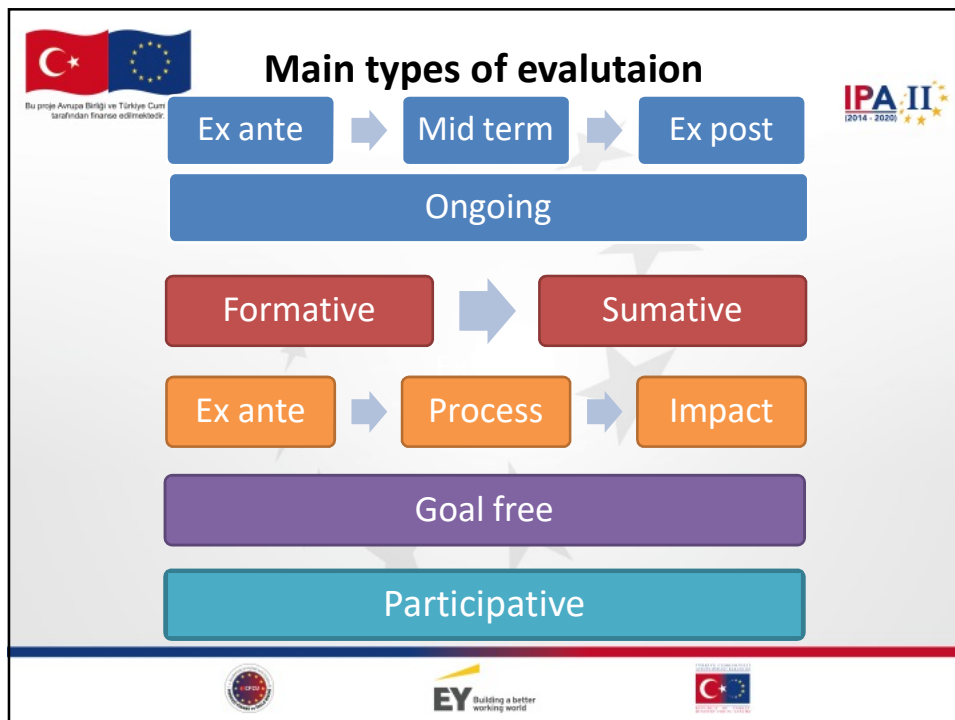 Main types of evalutaion
Bu proje Avrupa Birliği ve Türkiye Cum
tarafından finanse edilmektedir.
IPA II
(2014 - 2020)
Ex ante
Mid term
Ex post
Ongoing
Formative
Sumative
Ex ante
Process
Impact
Goal free
Participative
CFCU
EY
Building a better
working world